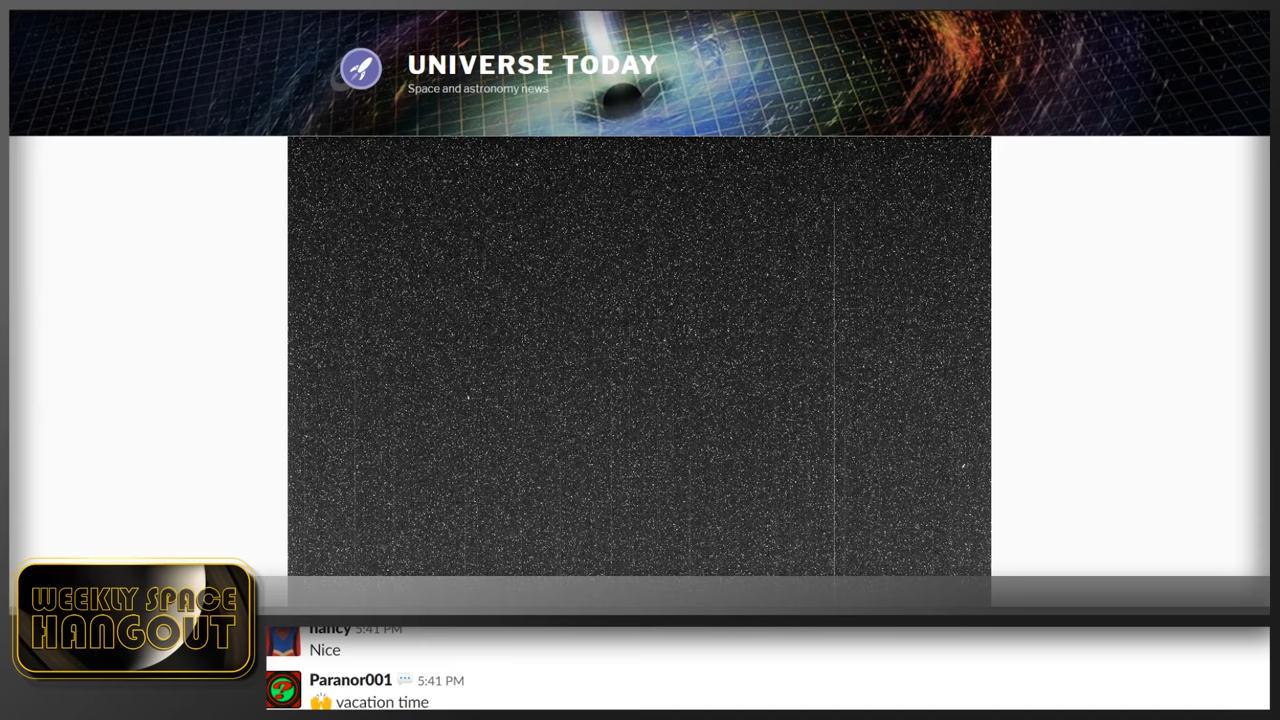 UNIVERSE TODAY
Space and astronomy news
WEEKLY SPACE
HANGOUT
nancy 5:41 PM
Nice
Paranor001 5:41 PM
vacation time